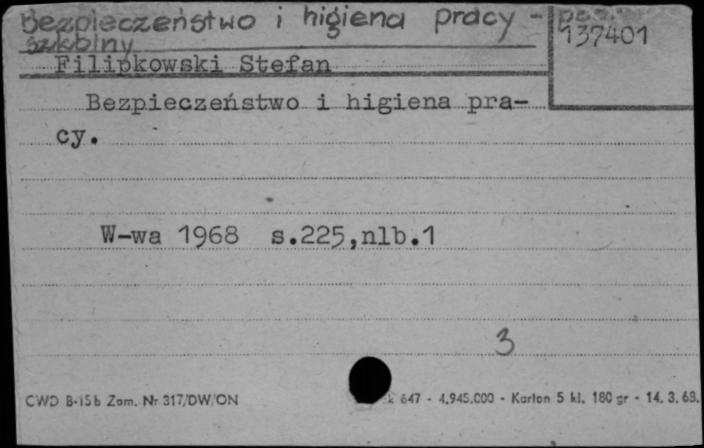 Bezpieczeństwo i higiena pracy -
szkolny
137401
Filipkowski Stefan
Bezpieczeństwo i higiena pra-
cy.
W-wa 1968 s.225,nlb.1
3
CWD B-15b Zam. Nr 317/DW/ON
647 - 4.945.000 - Karton 5 kl. 180 gr - 14. 3. 68.